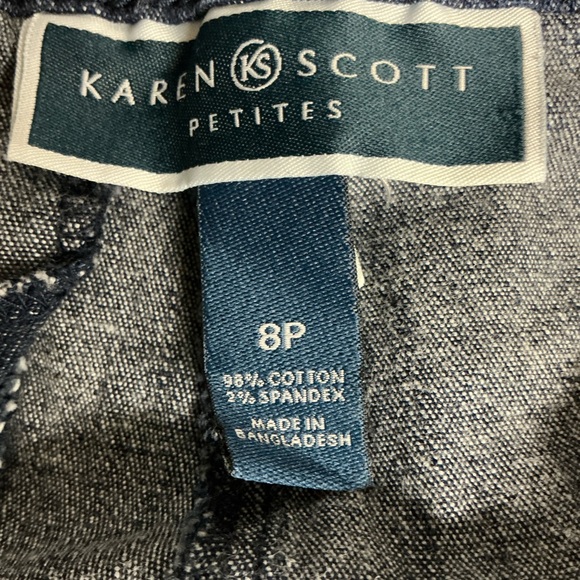 KAREN KS SCOTT
PETITES
8P
98% COTTON
2% SPANDEX
MADE IN
BANGLADESH